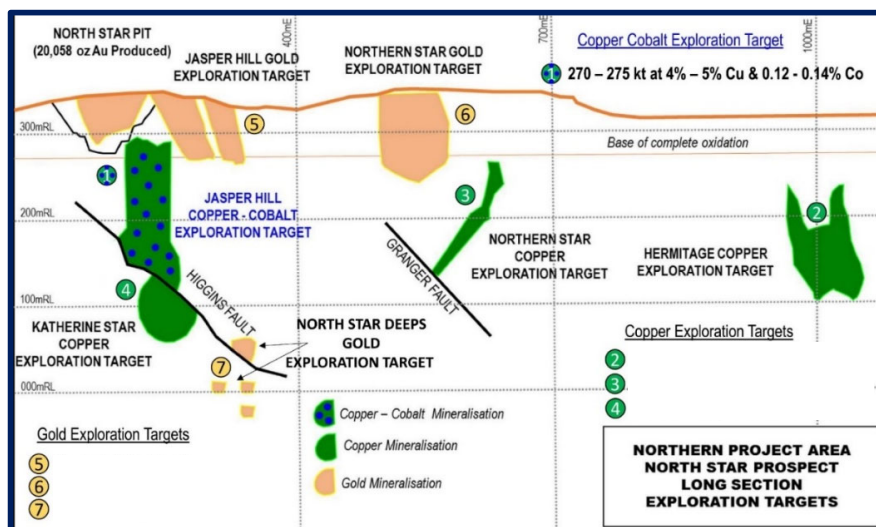 NORTH STAR PIT
(20,058 oz Au Produced)
JASPER HILL GOLD
EXPLORATION TARGET
400mE
NORTHERN STAR GOLD
EXPLORATION TARGET
700mE
Copper Cobalt Exploration Target
1 270 – 275 kt at 4% – 5% Cu & 0.12 - 0.14% Co
1000mE
5
6
300mRL
Base of complete oxidation
1
JASPER HILL
COPPER - COBALT
EXPLORATION TARGET
3
200mRL
2
NORTHERN STAR
COPPER
EXPLORATION TARGET
HERMITAGE COPPER
EXPLORATION TARGET
GRANGER FAULT
4
HIGGINS FAULT
100mRL
KATHERINE STAR
COPPER
EXPLORATION TARGET
NORTH STAR DEEPS
GOLD
EXPLORATION TARGET
7
000mRL
Copper Exploration Targets
2
3
4
Copper – Cobalt Mineralisation
Copper Mineralisation
Gold Mineralisation
Gold Exploration Targets
5
6
7
NORTHERN PROJECT AREA
NORTH STAR PROSPECT
LONG SECTION
EXPLORATION TARGETS